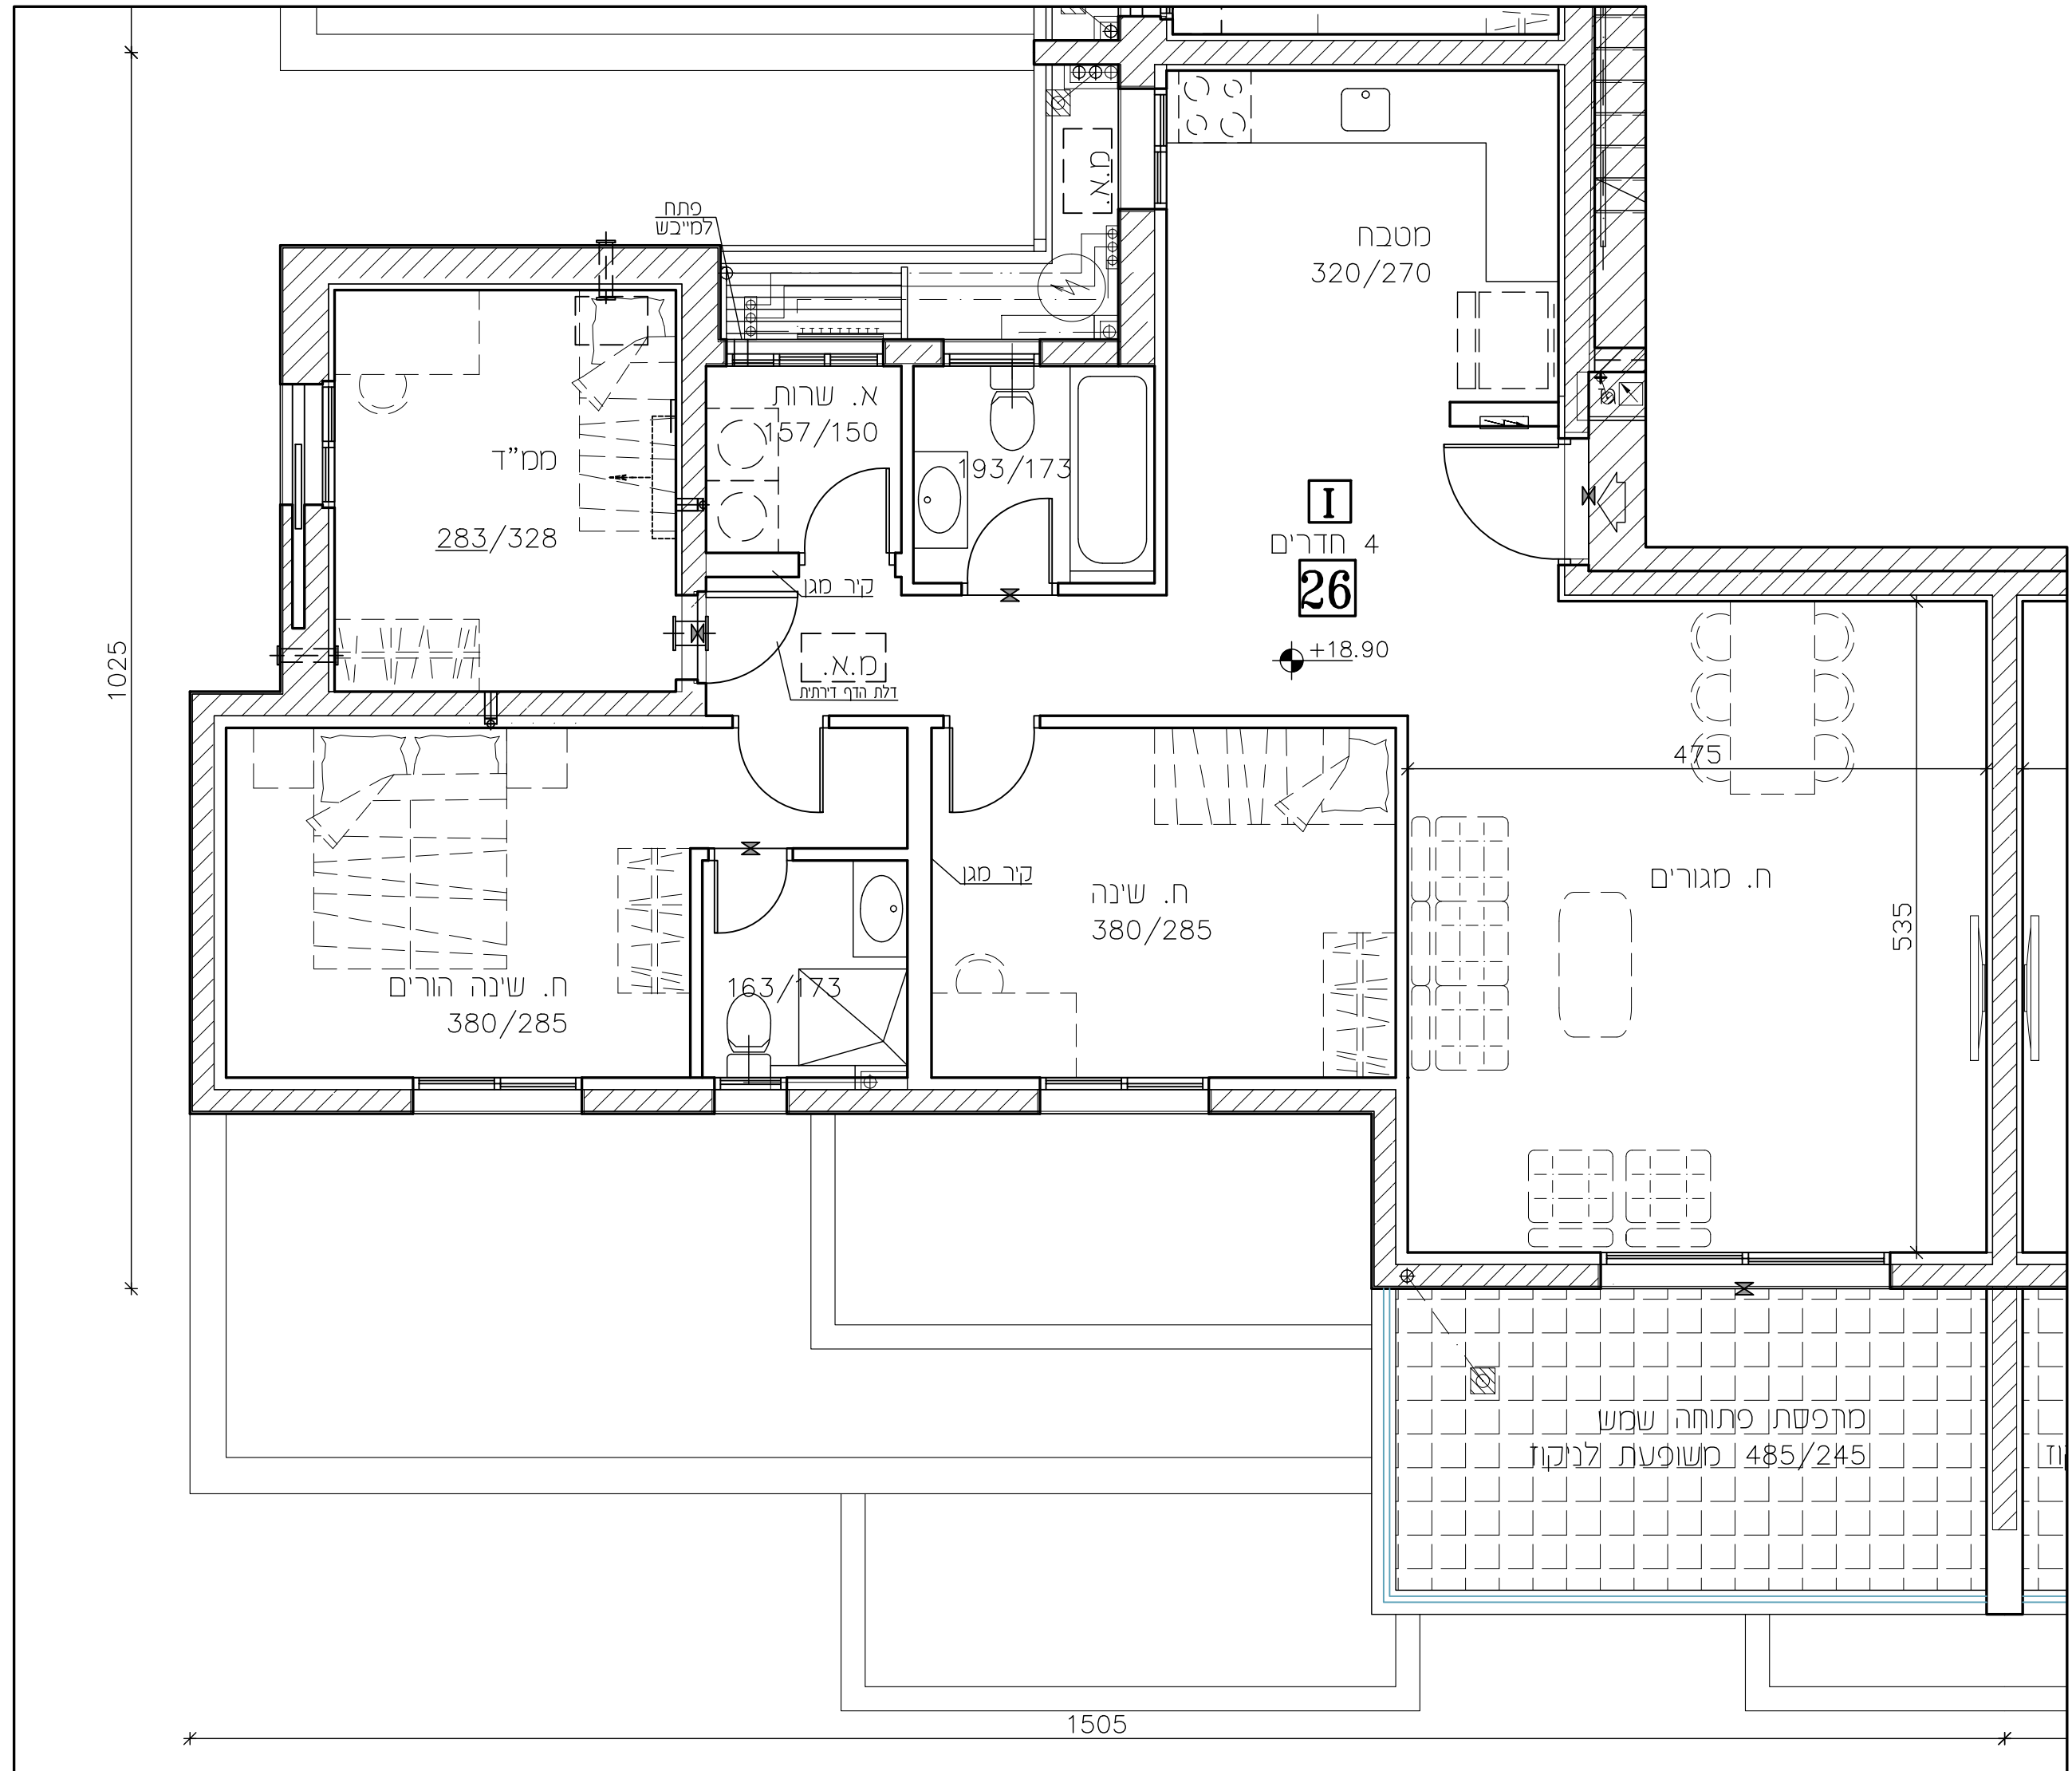 פתח
למייבש
מ.א.
מטבח
320/270
א. שרות
157/150
193/173
ממ"ד
283/328
I
4 חדרים
26
+18.90
קיר מגן
מ.א.
דלת הדף דירתית
1025
475
535
ח. מגורים
קיר מגן
ח. שינה
380/285
ח. שינה הורים
380/285
163/173
מרפסת פתוחה שמש
485/245 משופעת לניקוז
קוז
1505